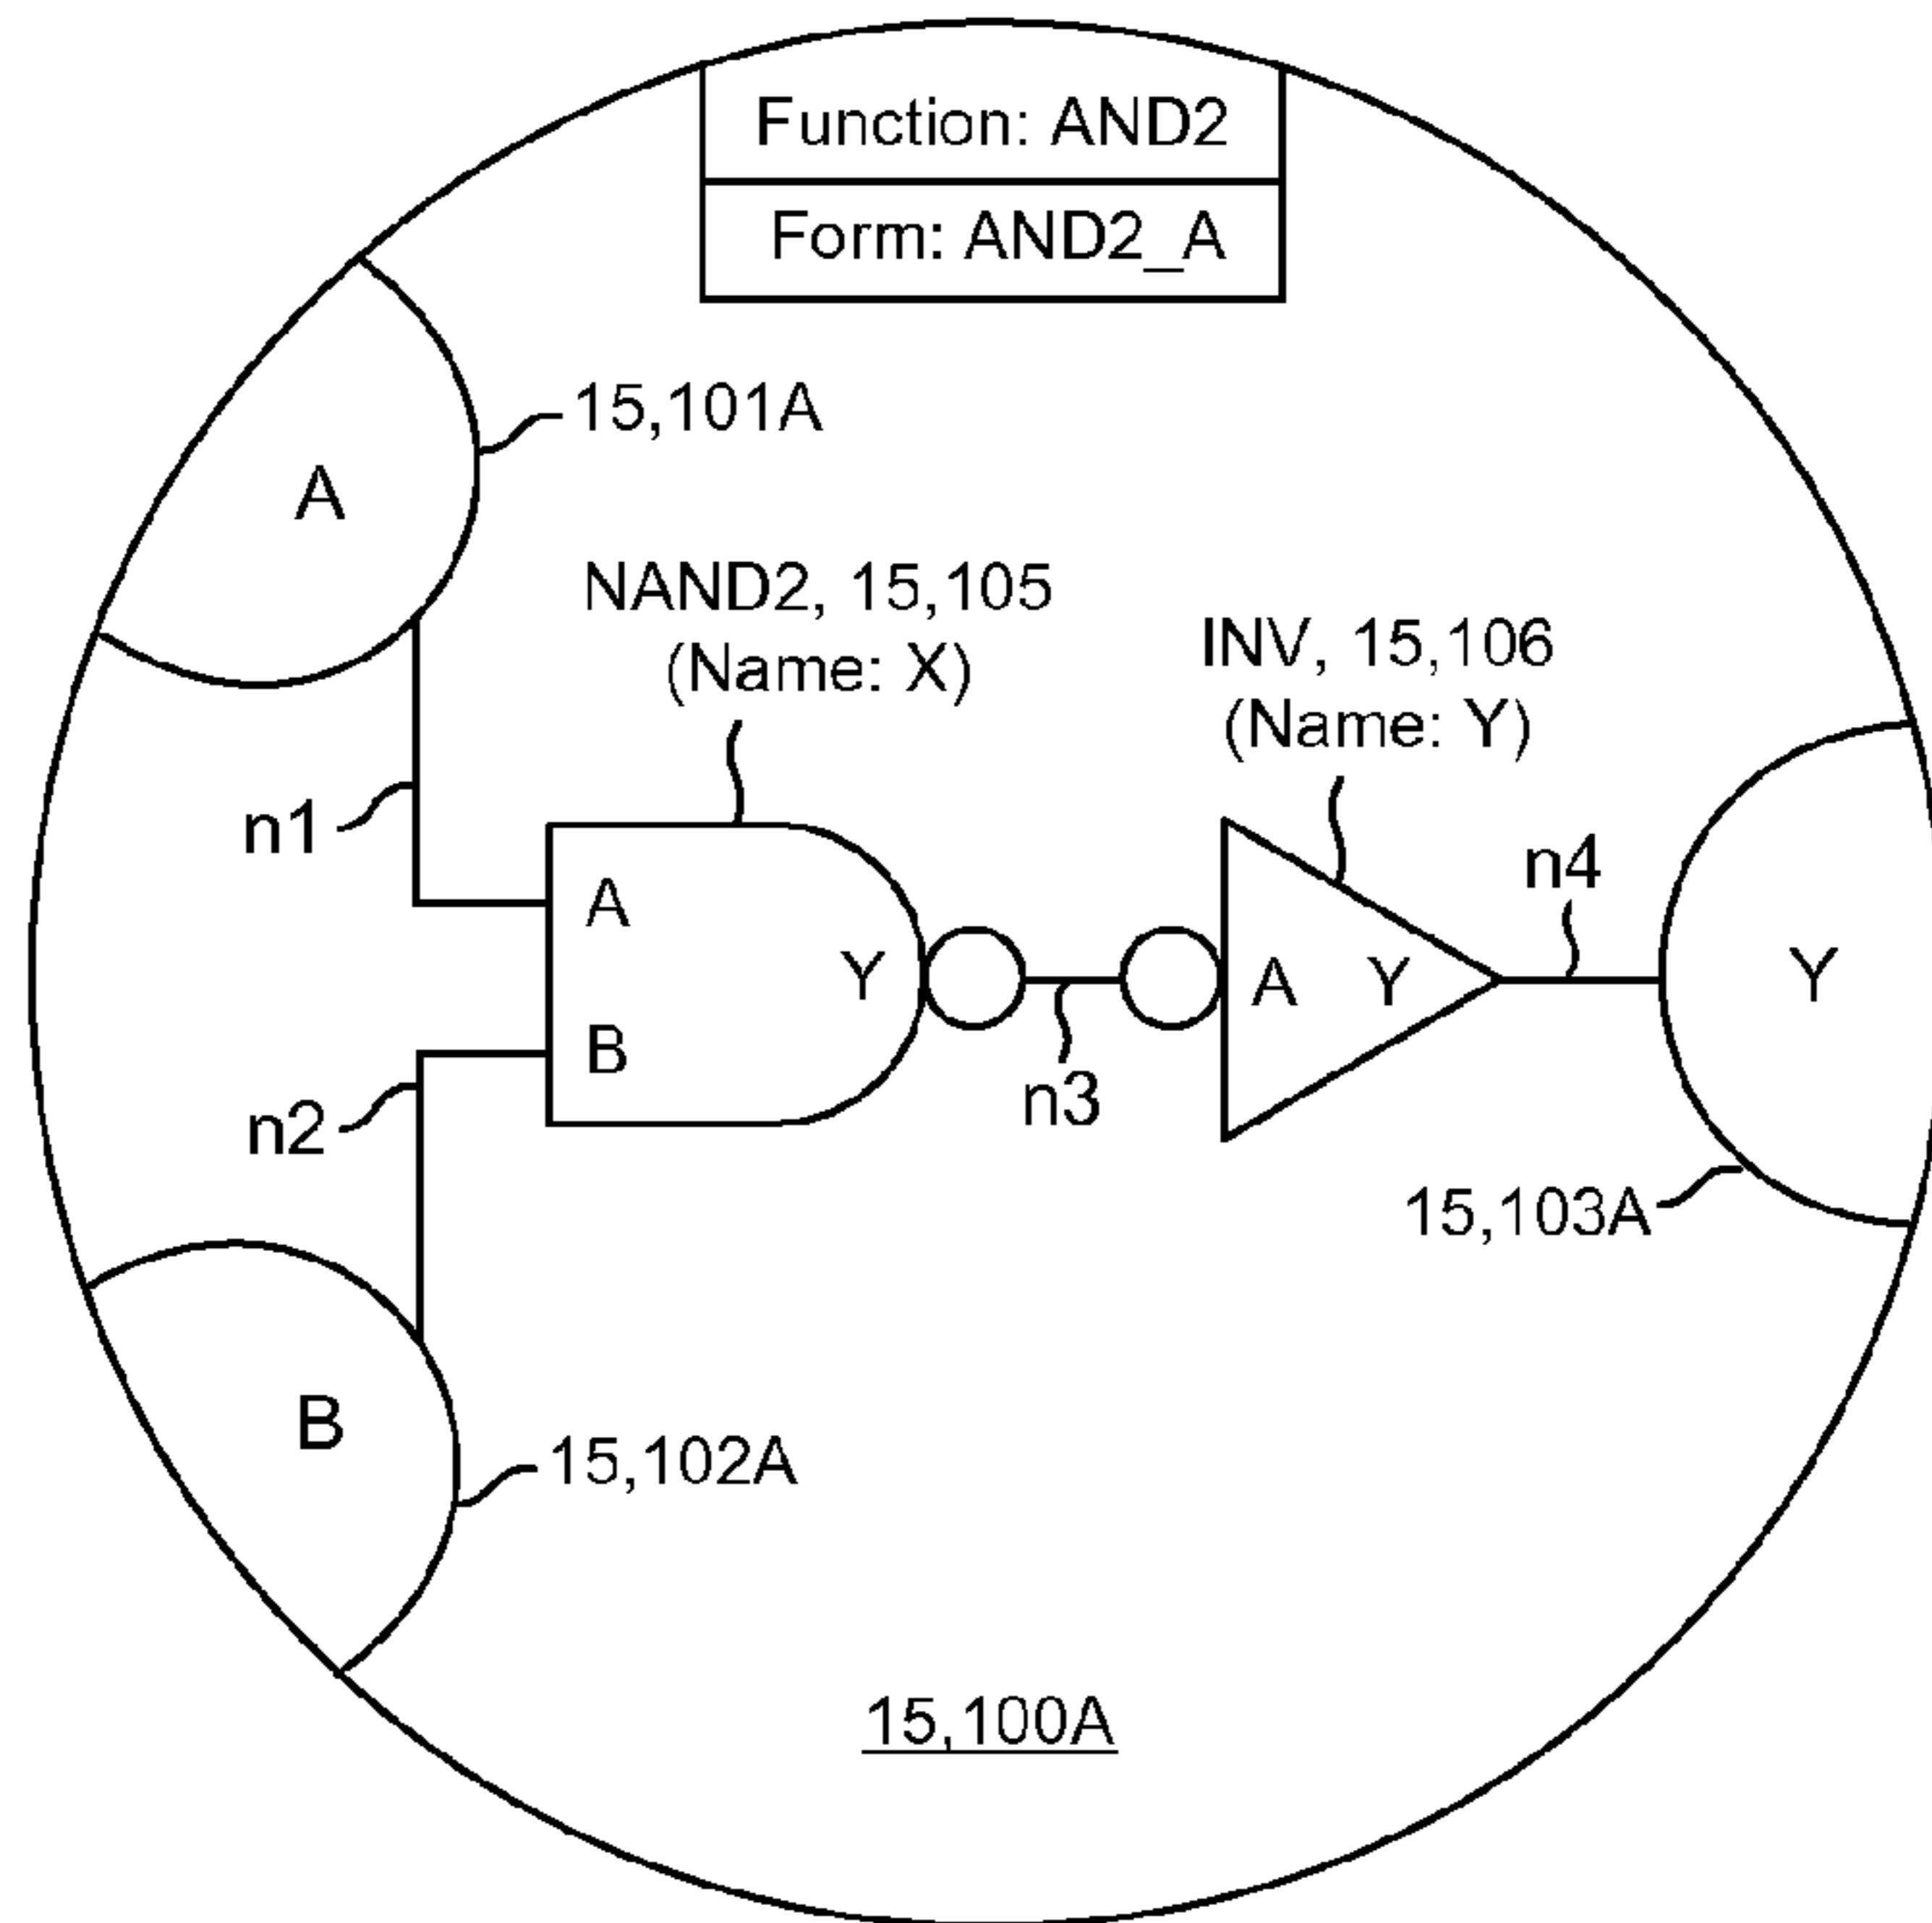 Function: AND2
Form: AND2_A
15,101A
A
NAND2, 15,105
(Name: X)
INV, 15,106
(Name: Y)
n1
n4
A
Y
A
Y
Y
B
n3
n2
15,103A
B
15,102A
15,100A